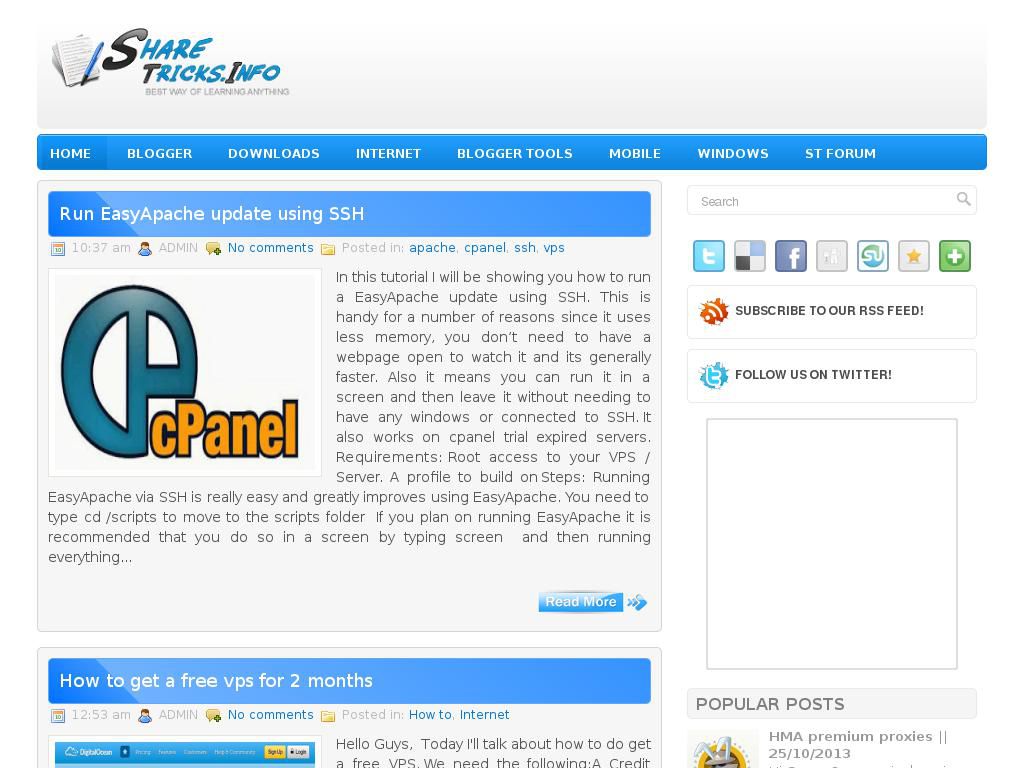 SHARE
TRICKS.INFO
BEST WAY OF LEARNING ANYTHING
HOME BLOGGER DOWNLOADS INTERNET BLOGGER TOOLS MOBILE WINDOWS ST FORUM
Run EasyApache update using SSH
10:37 am ADMIN No comments Posted in: apache, cpanel, ssh, vps
cPanel
In this tutorial I will be showing you how to run
a EasyApache update using SSH. This is
handy for a number of reasons since it uses
less memory, you don't need to have a
webpage open to watch it and its generally
faster. Also it means you can run it in a
screen and then leave it without needing to
have any windows or connected to SSH. It
also works on cpanel trial expired servers.
Requirements: Root access to your VPS /
Server. A profile to build on Steps: Running
EasyApache via SSH is really easy and greatly improves using EasyApache. You need to
type cd /scripts to move to the scripts folder If you plan on running EasyApache it is
recommended that you do so in a screen by typing screen and then running
everything...
Read More
How to get a free vps for 2 months
12:53 am ADMIN No comments Posted in: How to, Internet
DigitalOcean Pricing Features Customers Help & Community Sign Up Login
Hello Guys, Today I'll talk about how to do get
a free VPS. We need the following:A Credit
Search
SUBSCRIBE TO OUR RSS FEED!
FOLLOW US ON TWITTER!
POPULAR POSTS
HMA premium proxies ||
25/10/2013